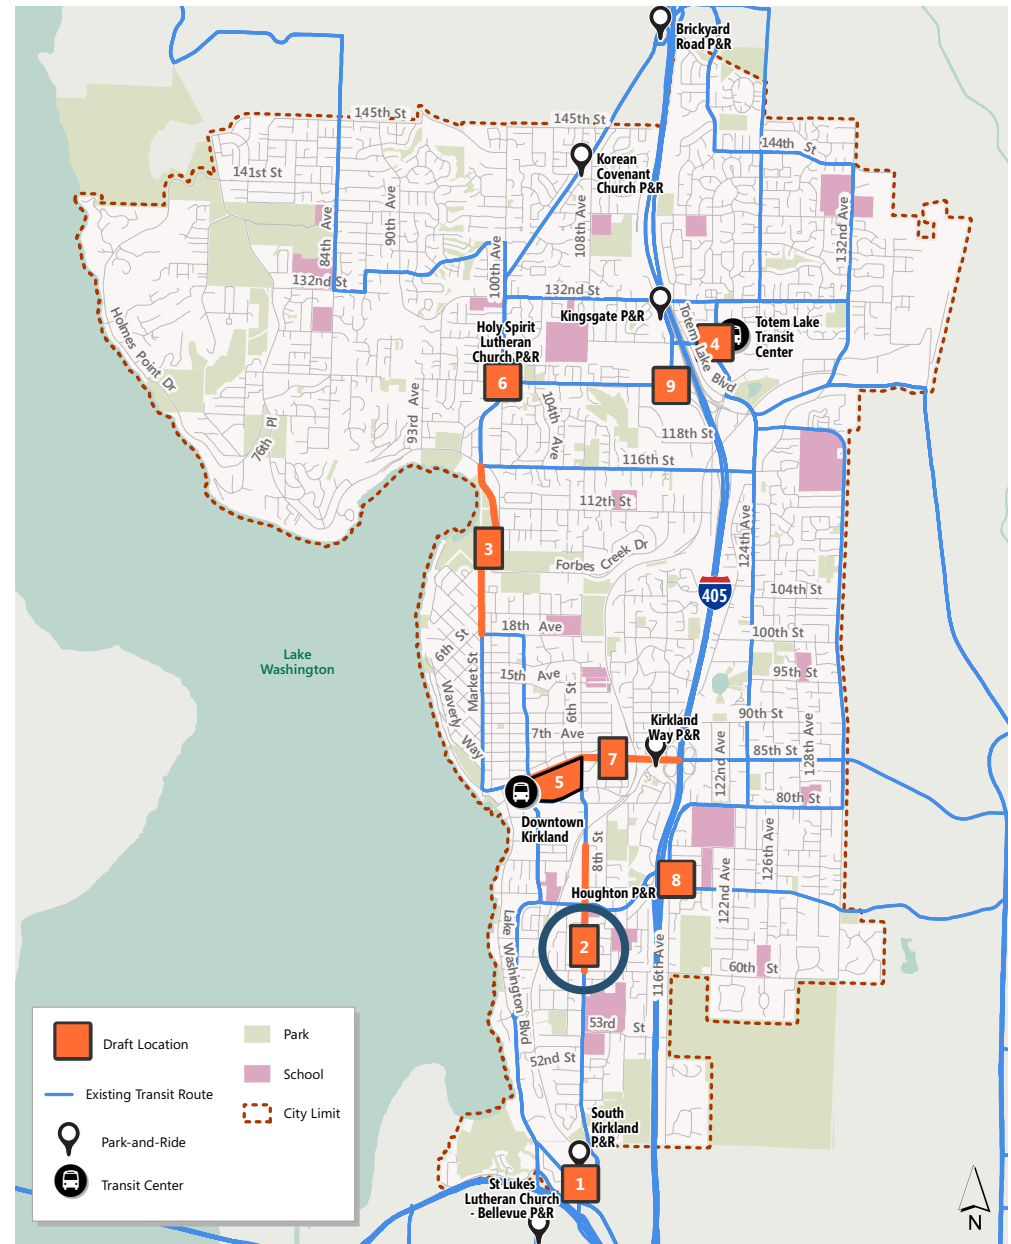 Brickyard
Road P&R
145th St
145th St
144th St
Korean
Covenant
Church P&R
141st St
84th Ave
90th Ave
108th Ave
132nd Ave
100th Ave
132nd St
132nd St
Kingsgate P&R
Totem Lake Blvd
Totem Lake
Transit
Center
4
Holmes Point Dr
Holy Spirit
Lutheran
Church P&R
6
9
93rd Ave
104th Ave
76th Pl
118th St
116th St
112th St
124th Ave
3
Forbes Creek Dr
405
104th St
18th Ave
100th St
6th St
Market St
Lake
Washington
15th Ave
95th St
6th St
Waverly Way
90th St
Kirkland
Way P&R
7th Ave
122nd Ave
128th Ave
85th St
7
5
80th St
Downtown
Kirkland
8th St
126th Ave
122nd Ave
8
Houghton P&R
Lake Washington Blvd
2
116th Ave
60th St
53rd St
52nd St
South
Kirkland
P&R
1
St Lukes
Lutheran Church
- Bellevue P&R
Draft Location
Existing Transit Route
Park-and-Ride
Transit Center
Park
School
City Limit
N